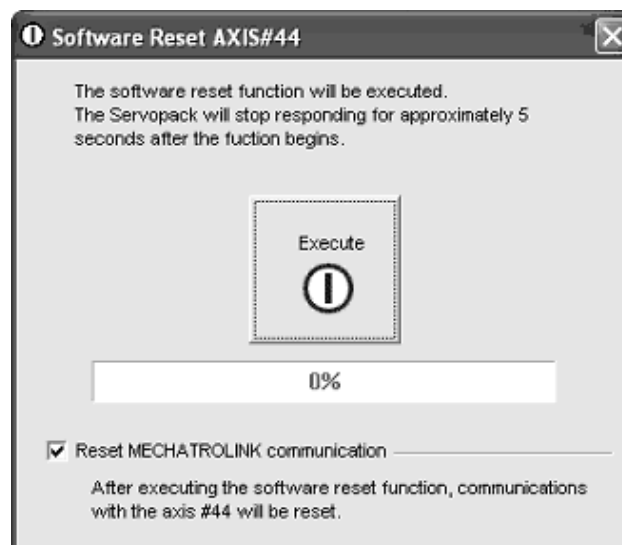 Software Reset AXIS#44
The software reset function will be executed.
The Servopack will stop responding for approximately 5
seconds after the fuction begins.
Execute
0%
Reset MECHATROLINK communication
After executing the software reset function, communications
with the axis #44 will be reset.